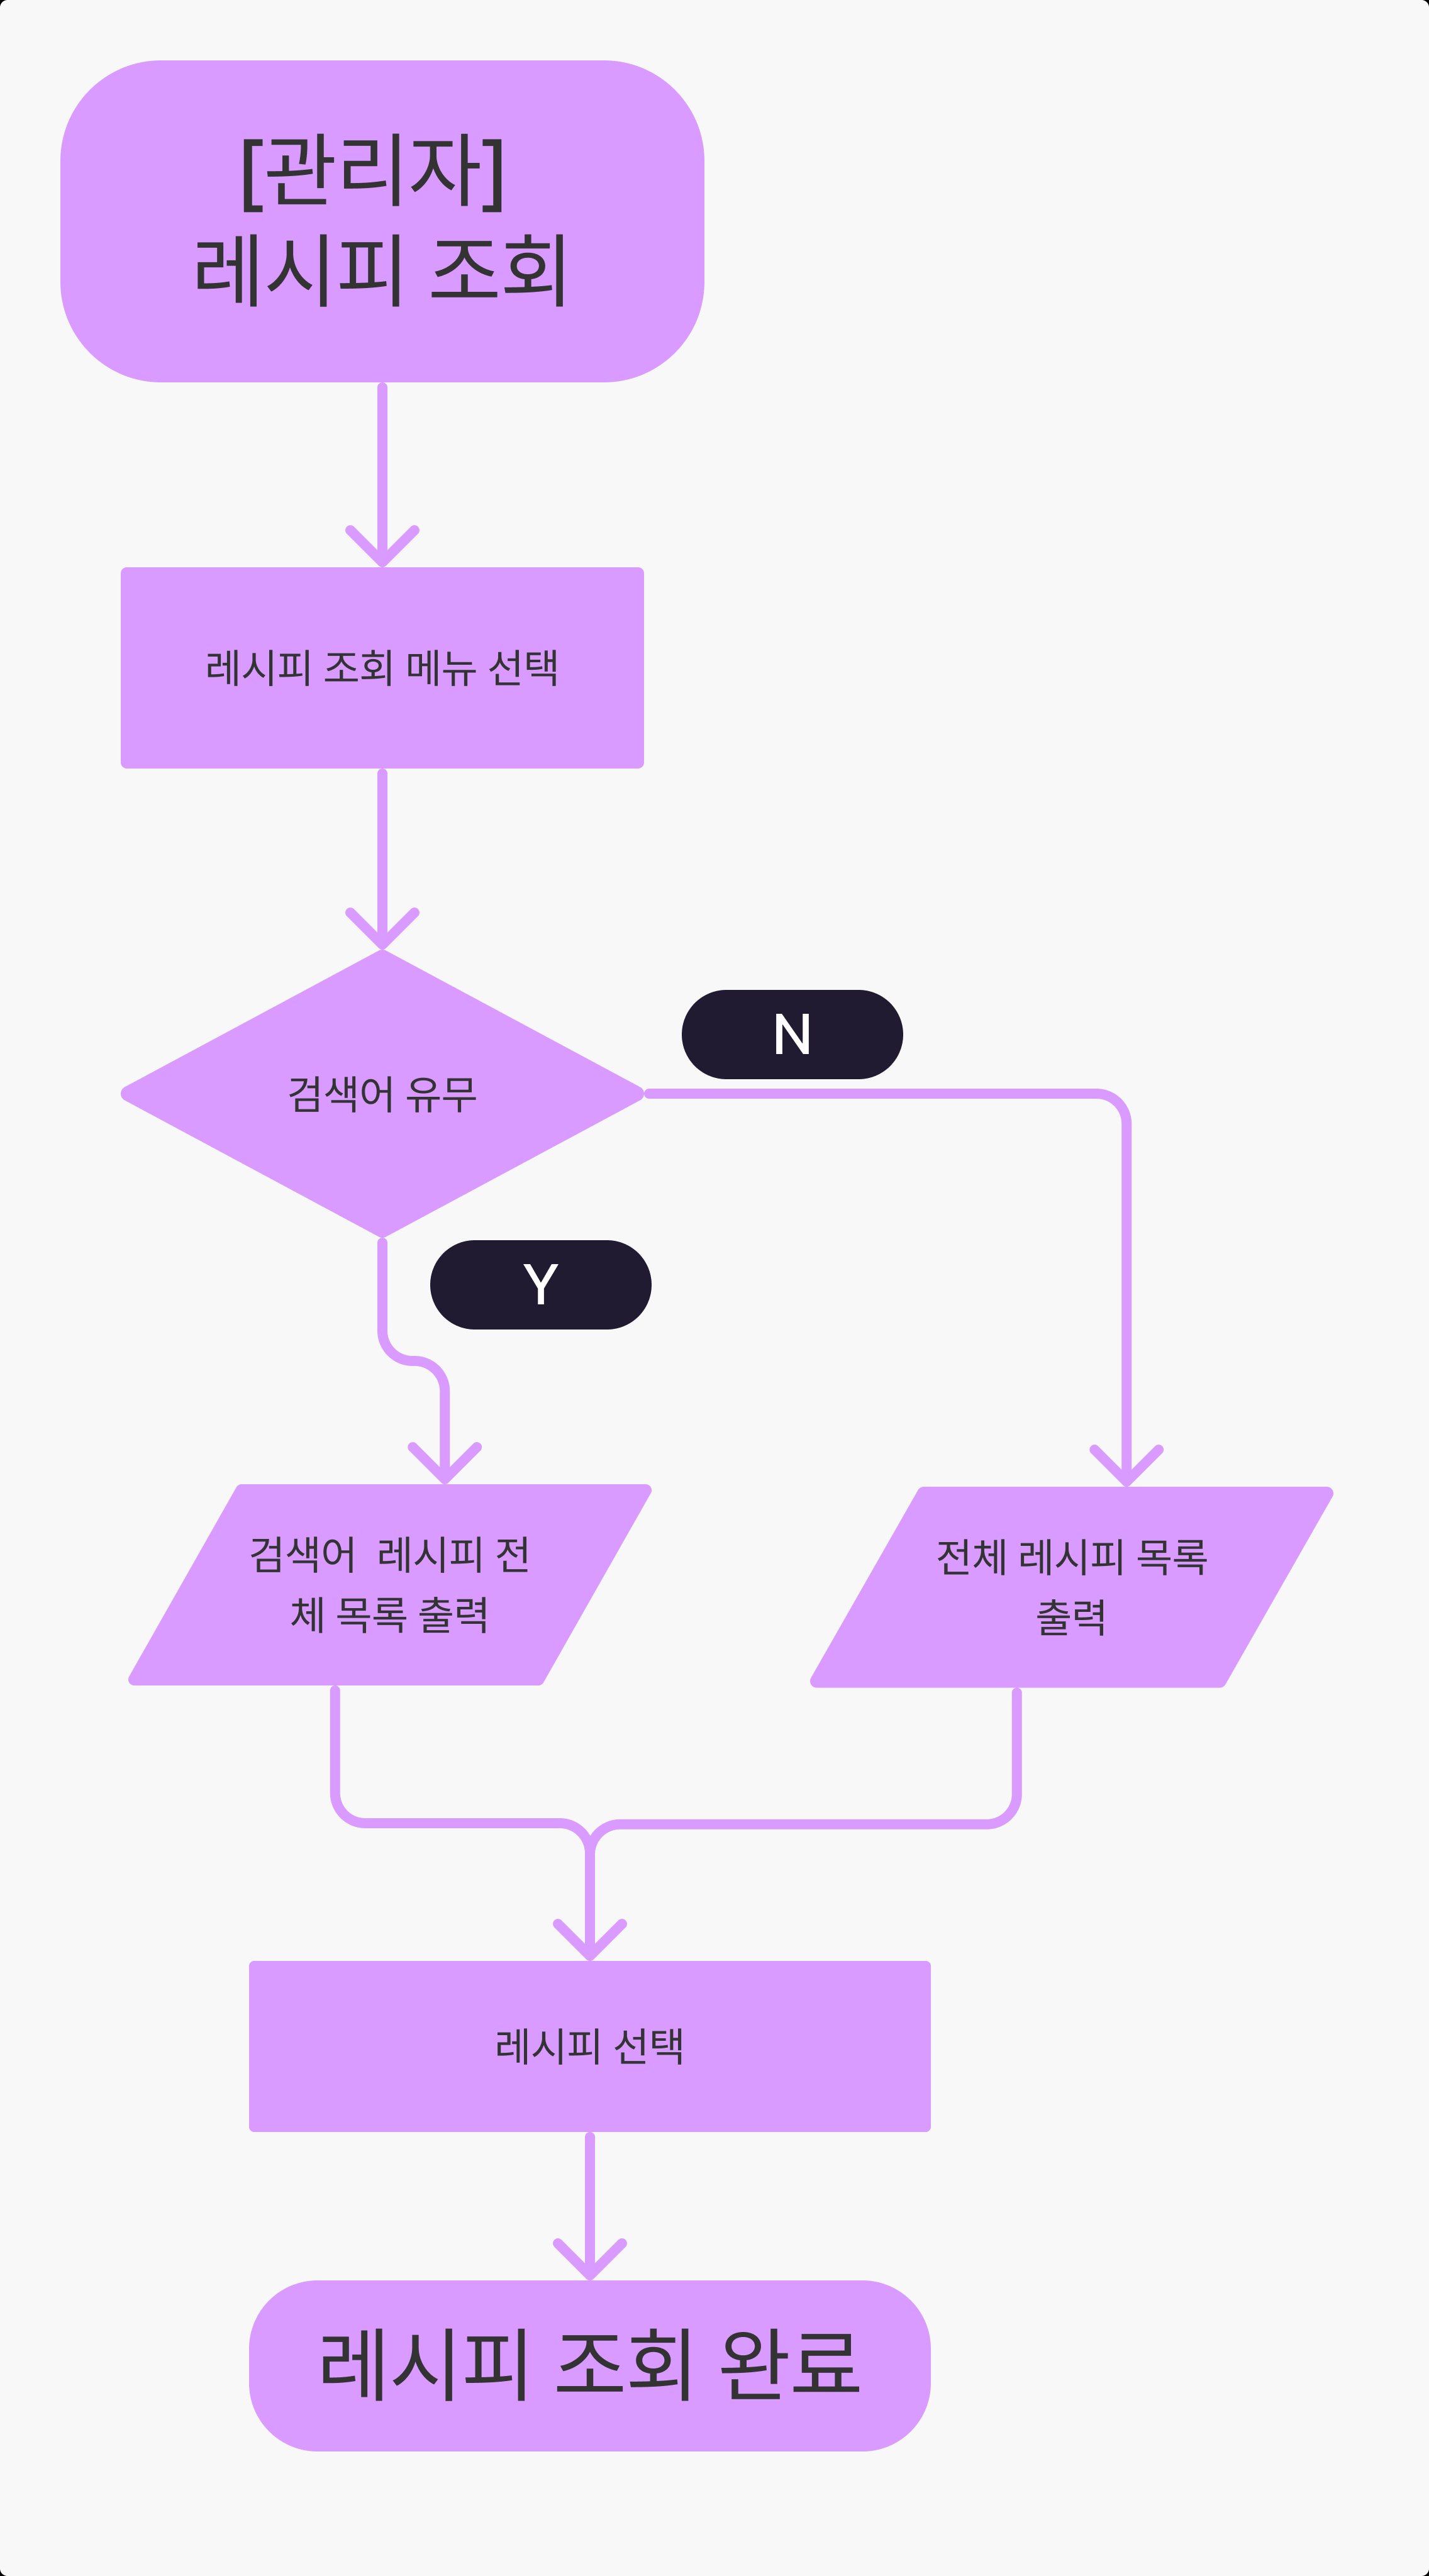 [관리자]
레시피 조회
레시피 조회 메뉴 선택
검색어 유무
N
Y
검색어  레시피 전
체 목록 출력
전체 레시피 목록
출력
레시피 선택
레시피 조회 완료